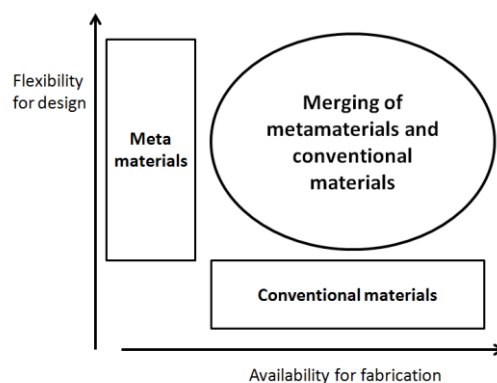 Flexibility
for design
Meta
materials
Merging of
metamaterials and
conventional
materials
Conventional materials
Availability for fabrication